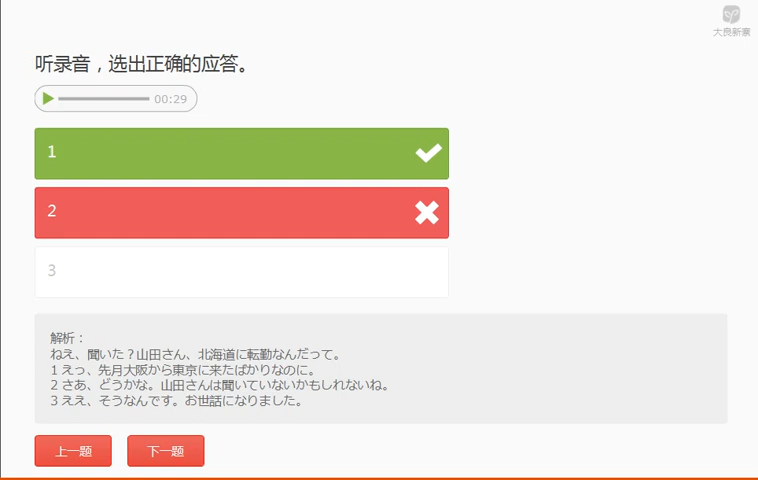 大良新寨
听录音，选出正确的应答。
00:29
1
2
3
解析：
ねえ、聞いた？山田さん、北海道に転勤なんだって。
1 えっ、先月大阪から東京に来たばかりなのに。
2 さあ、どうかな。山田さんは聞いていないかもしれないね。
3 ええ、そうなんです。お世話になりました。
上一题 下一题